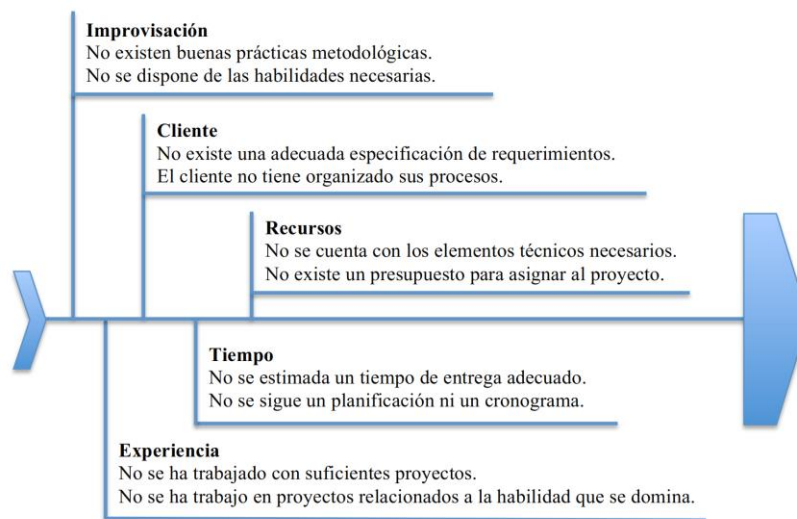 Improvisación
No existen buenas prácticas metodológicas.
No se dispone de las habilidades necesarias.
Cliente
No existe una adecuada especificación de requerimientos.
El cliente no tiene organizado sus procesos.
Recursos
No se cuenta con los elementos técnicos necesarios.
No existe un presupuesto para asignar al proyecto.
Tiempo
No se estimada un tiempo de entrega adecuado.
No se sigue un planificación ni un cronograma.
Experiencia
No se ha trabajado con suficientes proyectos.
No se ha trabajo en proyectos relacionados a la habilidad que se domina.